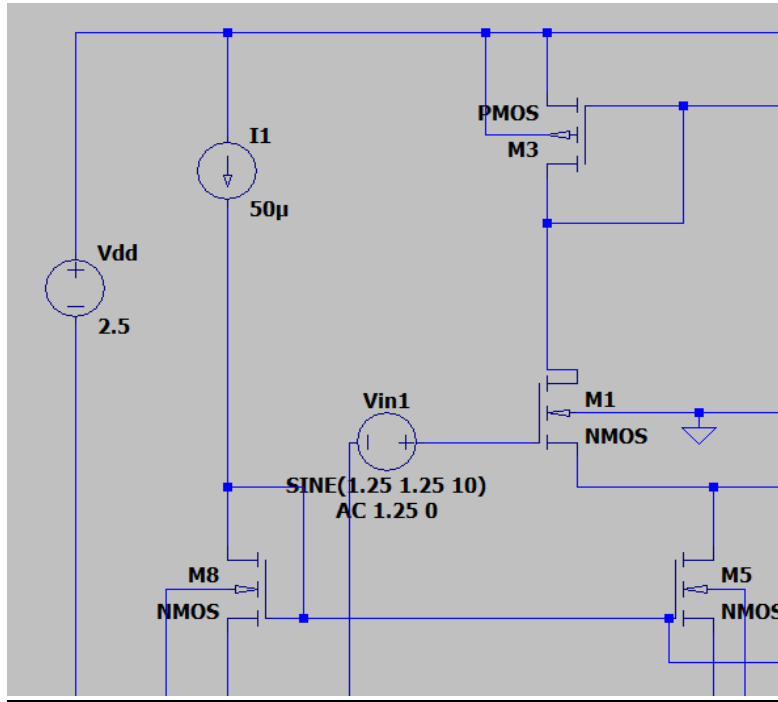 PMOS
M3
I1
50µ
Vdd
2.5
Vin1
SINE(1.25 1.25 10)
AC 1.25 0
M1
NMOS
M8
NMOS
M5
NMOS